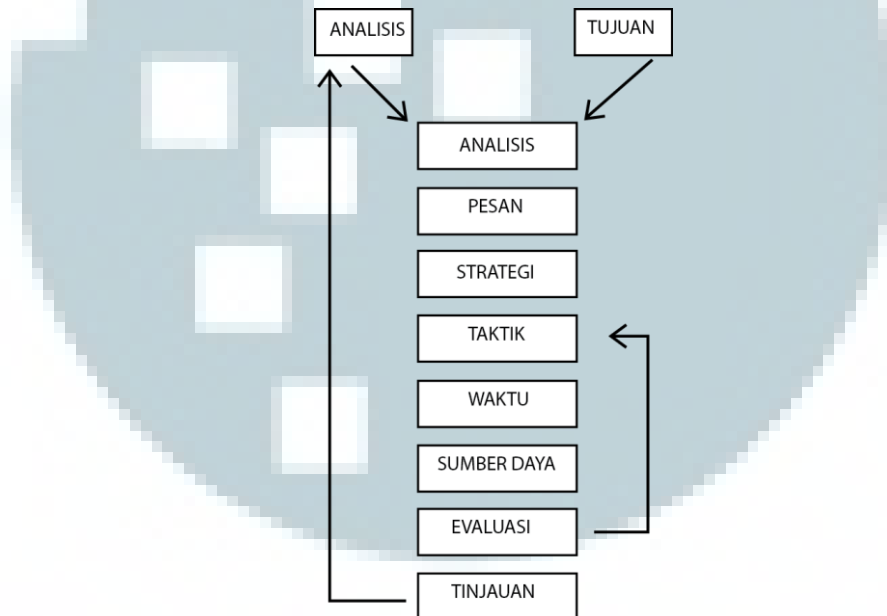 ANALISIS
TUJUAN
ANALISIS
PESAN
STRATEGI
TAKTIK
WAKTU
SUMBER DAYA
EVALUASI
TINJAUAN